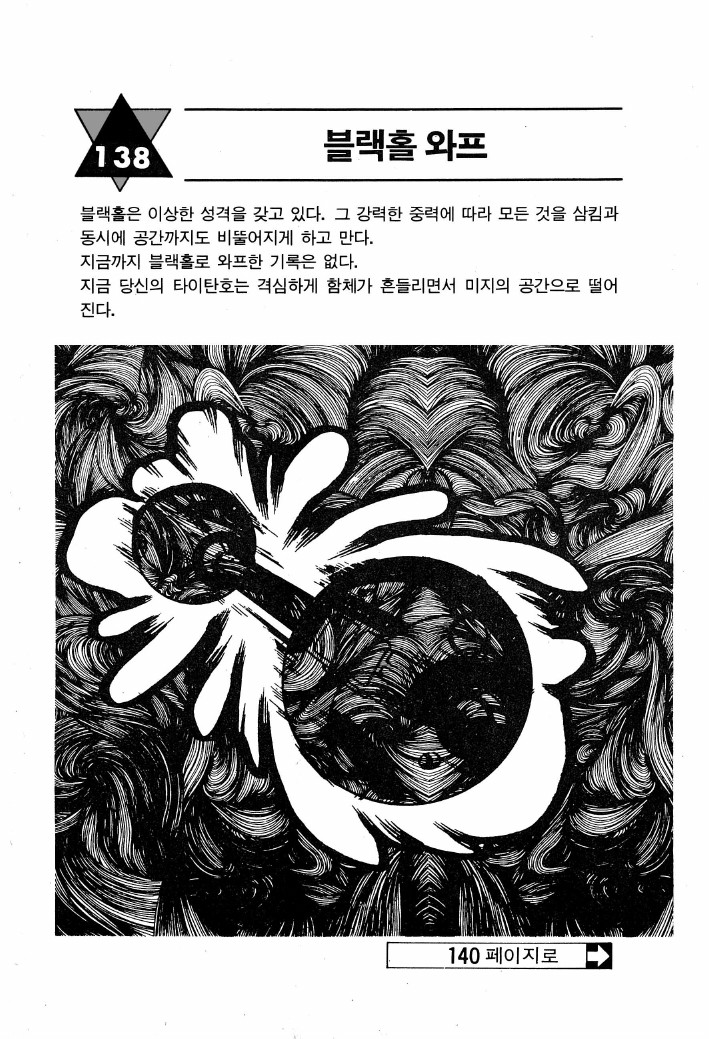 138
블랙홀 와프
블랙홀은 이상한 성격을 갖고 있다. 그 강력한 중력에 따라 모든 것을 삼킴과
동시에 공간까지도 비뚤어지게 하고 만다.
지금까지 블랙홀로 와프한 기록은 없다.
지금 당신의 타이탄호는 격심하게 함체가 흔들리면서 미지의 공간으로 떨어
진다.
140 페이지로